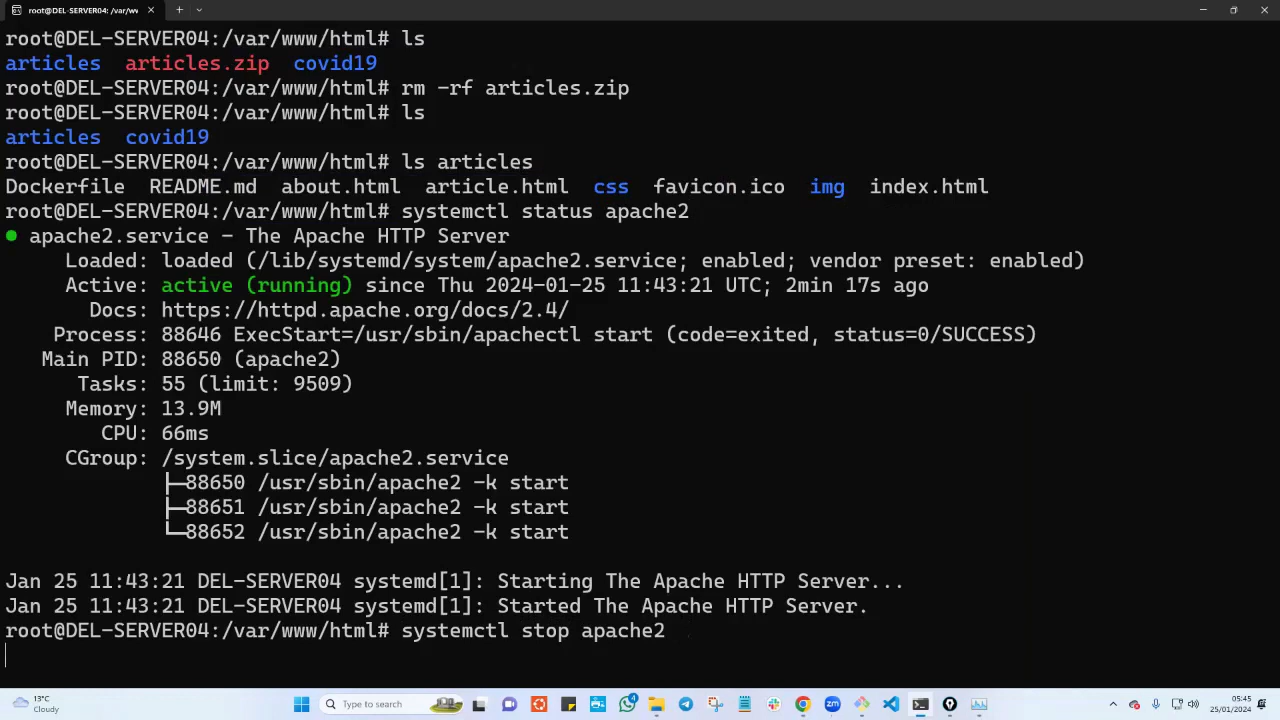 root@DEL-SERVER04: /var/ww
root@DEL-SERVER04:/var/www/html# ls
articles  articles.zip  covid19
root@DEL-SERVER04:/var/www/html# rm -rf articles.zip
root@DEL-SERVER04:/var/www/html# ls
articles  covid19
root@DEL-SERVER04:/var/www/html# ls articles
Dockerfile  README.md  about.html  article.html  css  favicon.ico  img  index.html
root@DEL-SERVER04:/var/www/html# systemctl status apache2
● apache2.service - The Apache HTTP Server
Loaded: loaded (/lib/systemd/system/apache2.service; enabled; vendor preset: enabled)
Active: active (running) since Thu 2024-01-25 11:43:21 UTC; 2min 17s ago
Docs: https://httpd.apache.org/docs/2.4/
Process: 88646 ExecStart=/usr/sbin/apachectl start (code=exited, status=0/SUCCESS)
Main PID: 88650 (apache2)
Tasks: 55 (limit: 9509)
Memory: 13.9M
CPU: 66ms
CGroup: /system.slice/apache2.service
├─88650 /usr/sbin/apache2 -k start
├─88651 /usr/sbin/apache2 -k start
└─88652 /usr/sbin/apache2 -k start
Jan 25 11:43:21 DEL-SERVER04 systemd[1]: Starting The Apache HTTP Server...
Jan 25 11:43:21 DEL-SERVER04 systemd[1]: Started The Apache HTTP Server.
root@DEL-SERVER04:/var/www/html# systemctl stop apache2
13°C
Cloudy
Type to search
4
05:45
25/01/2024